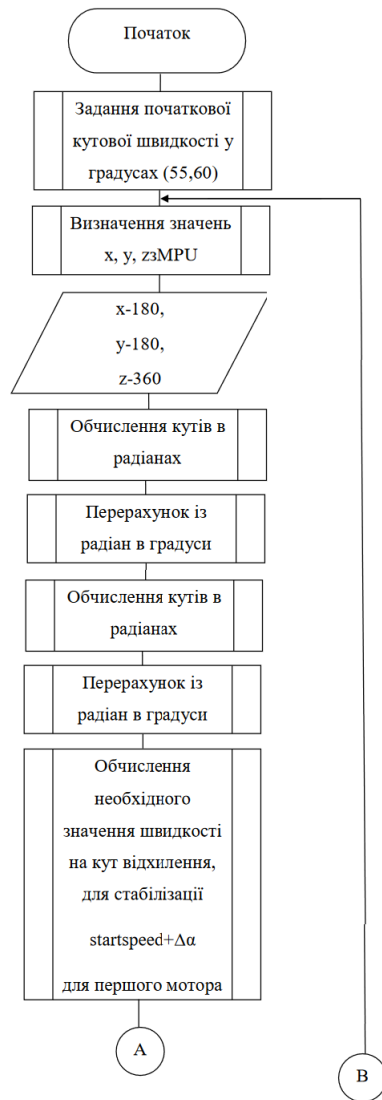 Початок
Задання початкової
кутової швидкості у
градусах (55,60)
Визначення значень
x, y, zзMPU
x-180,
y-180,
z-360
Обчислення кутів в
радіанах
Перерахунок із
радіан в градуси
Обчислення кутів в
радіанах
Перерахунок із
радіан в градуси
Обчислення
необхідного
значення швидкості
на кут відхилення,
для стабілізації
startspeed+Δα
для першого мотора
А
В